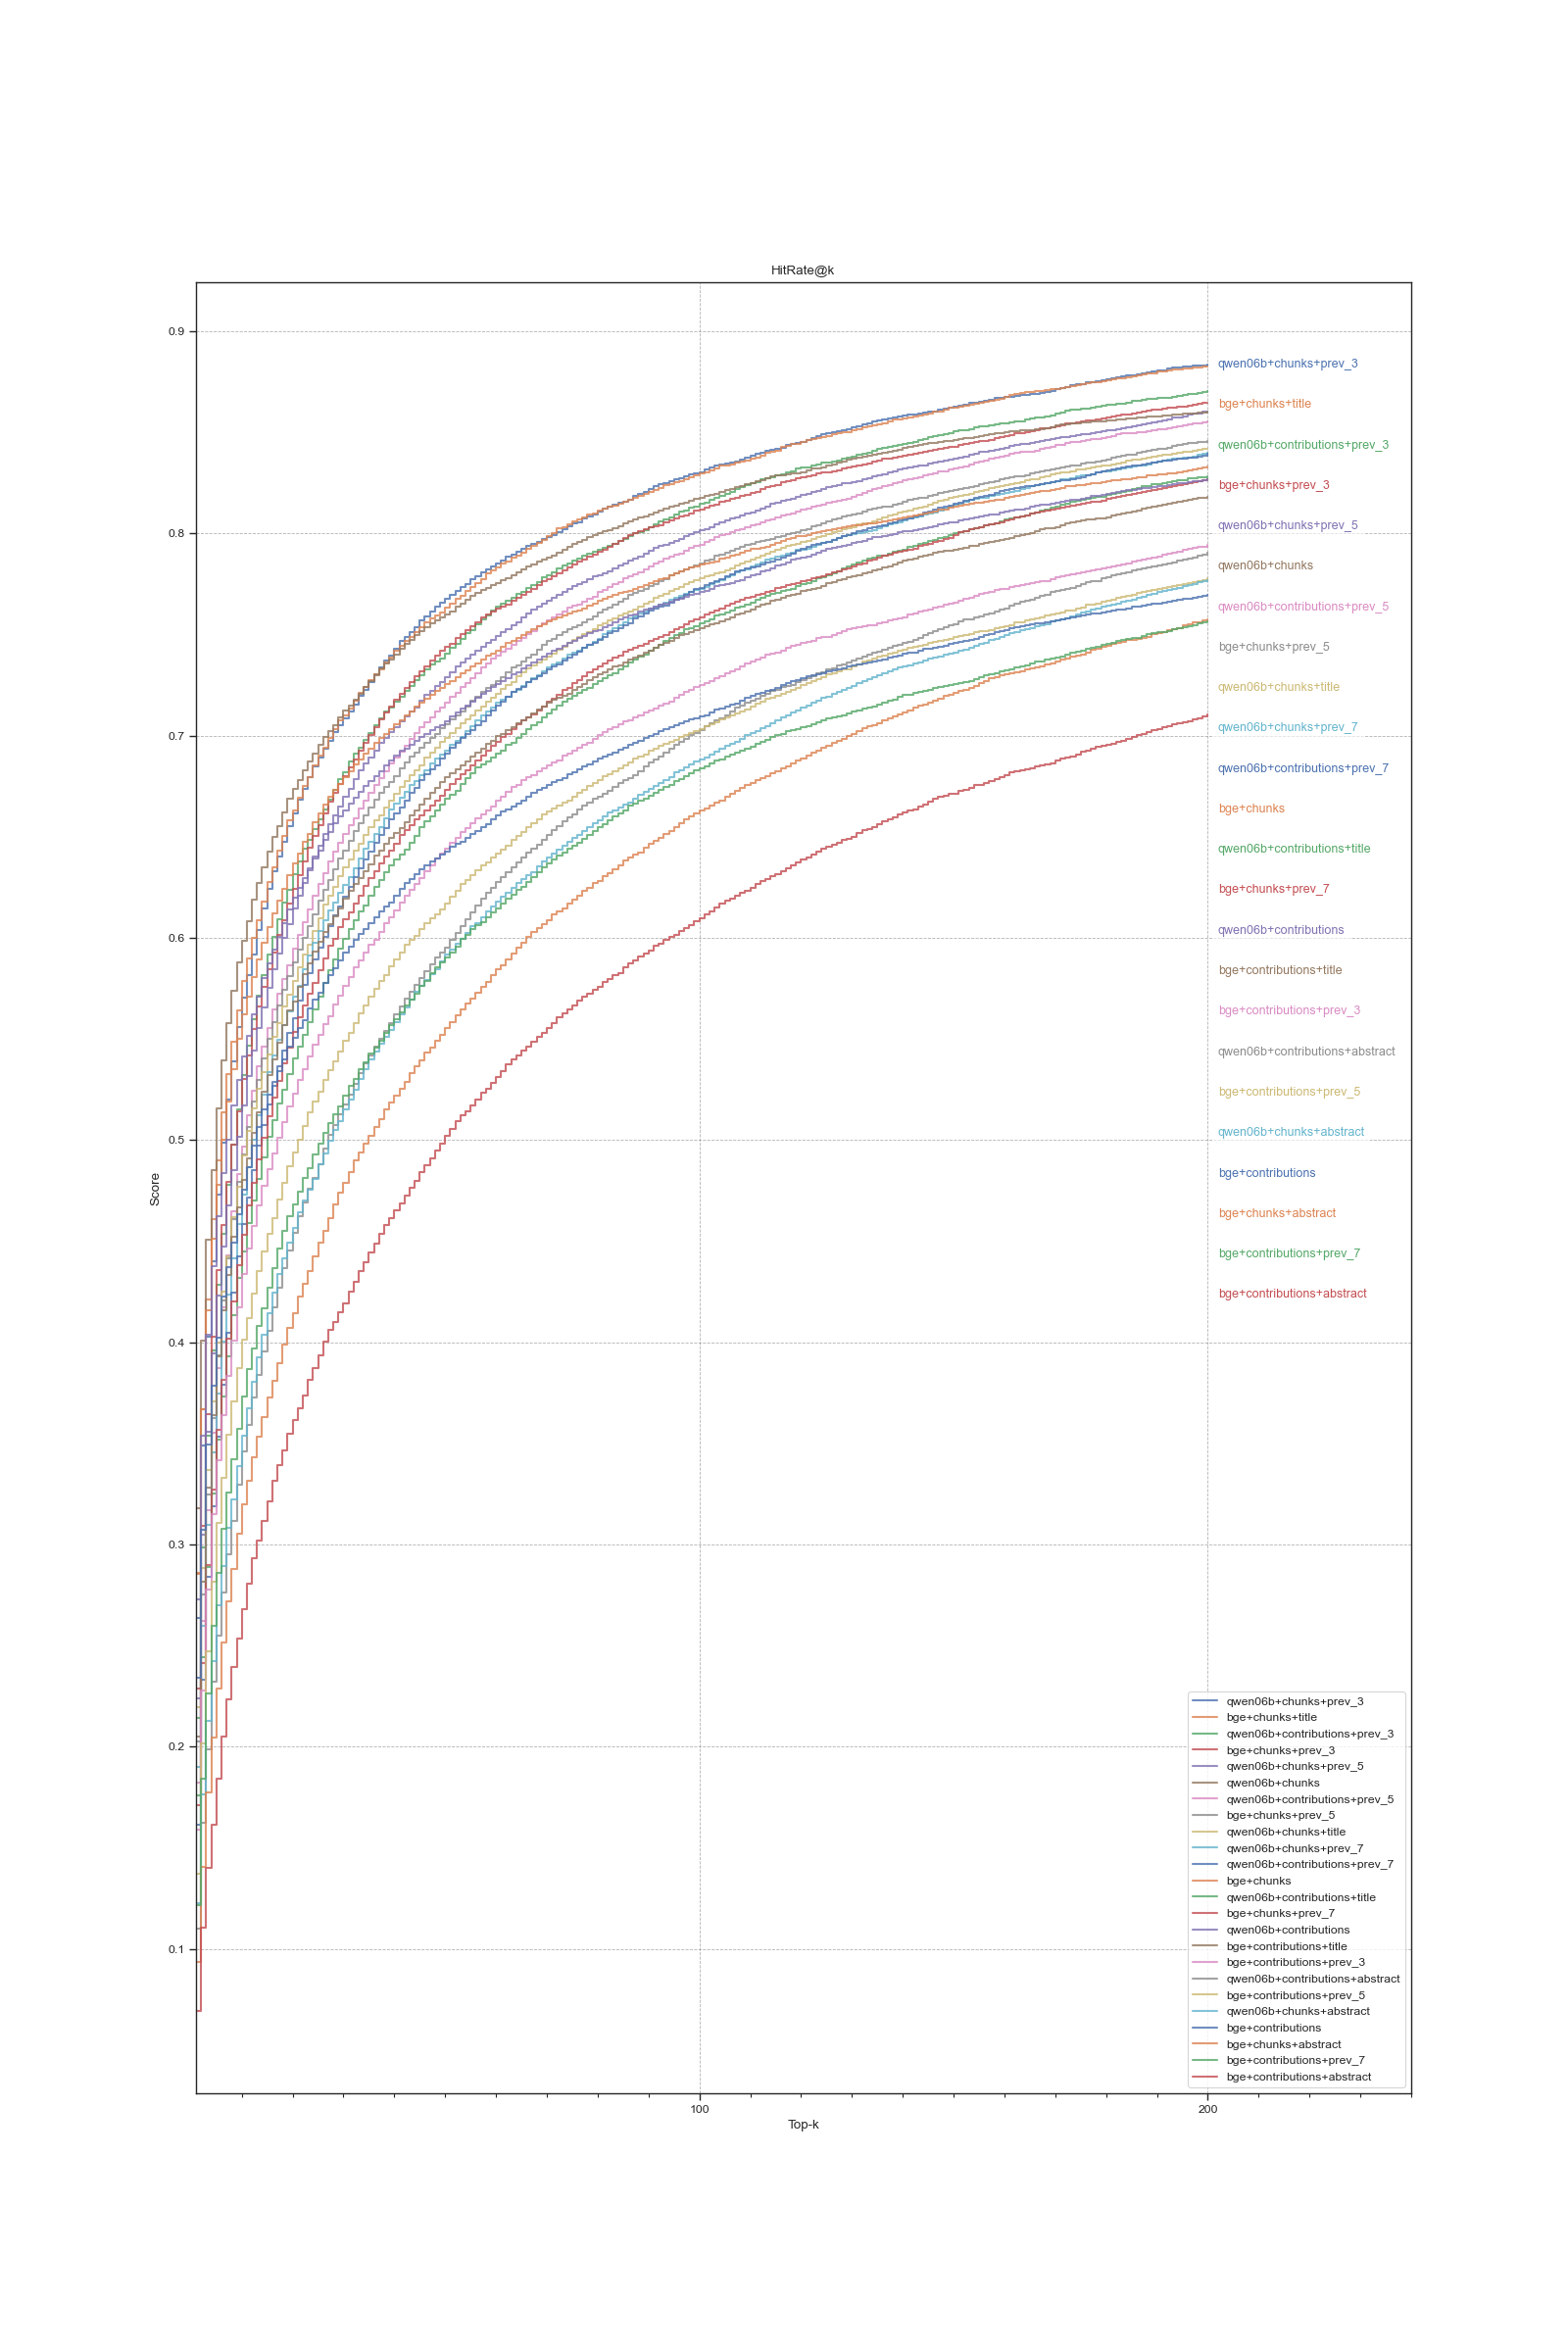 HitRate@k
0.9
0.8
0.7
0.6
0.5
0.4
0.3
0.2
0.1
Score
qwen06b+chunks+prev_3
bge+chunks+title
qwen06b+contributions+prev_3
bge+chunks+prev_3
qwen06b+chunks+prev_5
qwen06b+chunks
qwen06b+contributions+prev_5
bge+chunks+prev_5
qwen06b+chunks+title
qwen06b+chunks+prev_7
qwen06b+contributions+prev_7
bge+chunks
qwen06b+contributions+title
bge+chunks+prev_7
qwen06b+contributions
bge+contributions+title
bge+contributions+prev_3
qwen06b+contributions+abstract
bge+contributions+prev_5
qwen06b+chunks+abstract
bge+contributions
bge+chunks+abstract
bge+contributions+prev_7
bge+contributions+abstract
qwen06b+chunks+prev_3
bge+chunks+title
qwen06b+contributions+prev_3
bge+chunks+prev_3
qwen06b+chunks+prev_5
qwen06b+chunks
qwen06b+contributions+prev_5
bge+chunks+prev_5
qwen06b+chunks+title
qwen06b+chunks+prev_7
qwen06b+contributions+prev_7
bge+chunks
qwen06b+contributions+title
bge+chunks+prev_7
qwen06b+contributions
bge+contributions+title
bge+contributions+prev_3
qwen06b+contributions+abstract
bge+contributions+prev_5
qwen06b+chunks+abstract
bge+contributions
bge+chunks+abstract
bge+contributions+prev_7
bge+contributions+abstract
100 200
Top-k